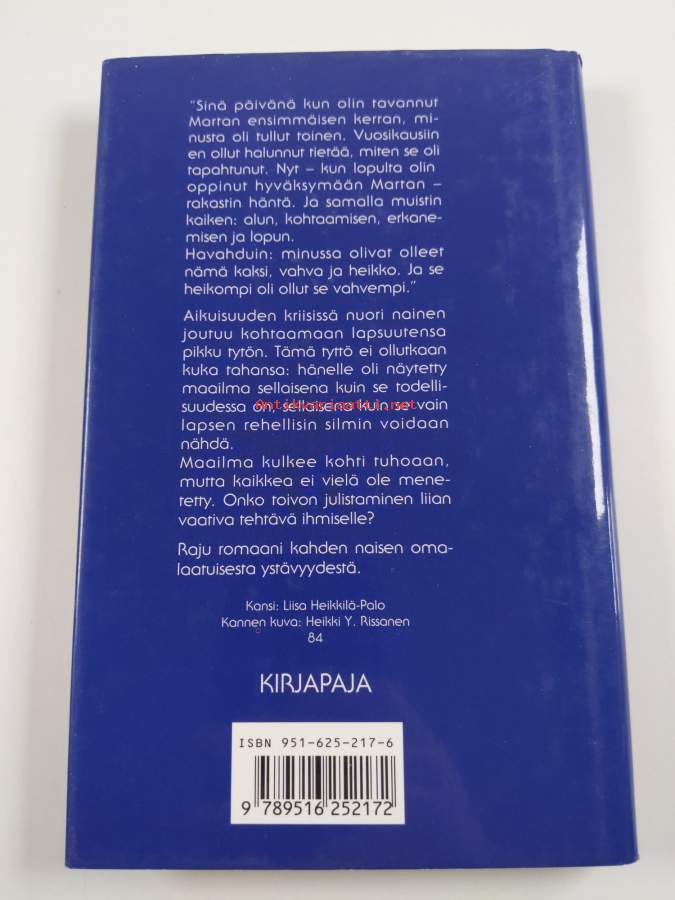 "Sinä päivänä kun olin tavannut
Martan ensimmäisen kerran, mi-
nusta oli tullut toinen. Vuosikausiin
en ollut halunnut tietää, miten se oli
tapahtunut. Nyt – kun lopulta olin
oppinut hyväksymään Martan –
rakastin häntä. Ja samalla muistin
kaiken: alun, kohtaamisen, erkane-
misen ja lopun.
Havahduin: minussa olivat olleet
nämä kaksi, vahva ja heikko. Ja se
heikompi oli ollut se vahvempi."
Aikuisuuden kriisissä nuori nainen
joutuu kohtaamaan lapsuutensa
pikku tytön. Tämä tyttö ei ollutkaan
kuka tahansa: hänelle oli näytetty
maailma sellaisena kuin se todelli-
suudessa on, sellaisena kuin se vain
Antikvariaatti.net
lapsen rehellisin silmin voidaan
nähdä.
Maailma kulkee kohti tuhoaan,
mutta kaikkea ei vielä ole mene-
tetty. Onko toivon julistaminen liian
vaativa tehtävä ihmiselle?
Raju romaani kahden naisen oma-
laatuisesta ystävyydestä.
Kansi: Liisa Heikkilä-Palo
Kannen kuva: Heikki Y. Rissanen
84
KIRJAPAJA
ISBN 951-625-217-6
9 789516 252172